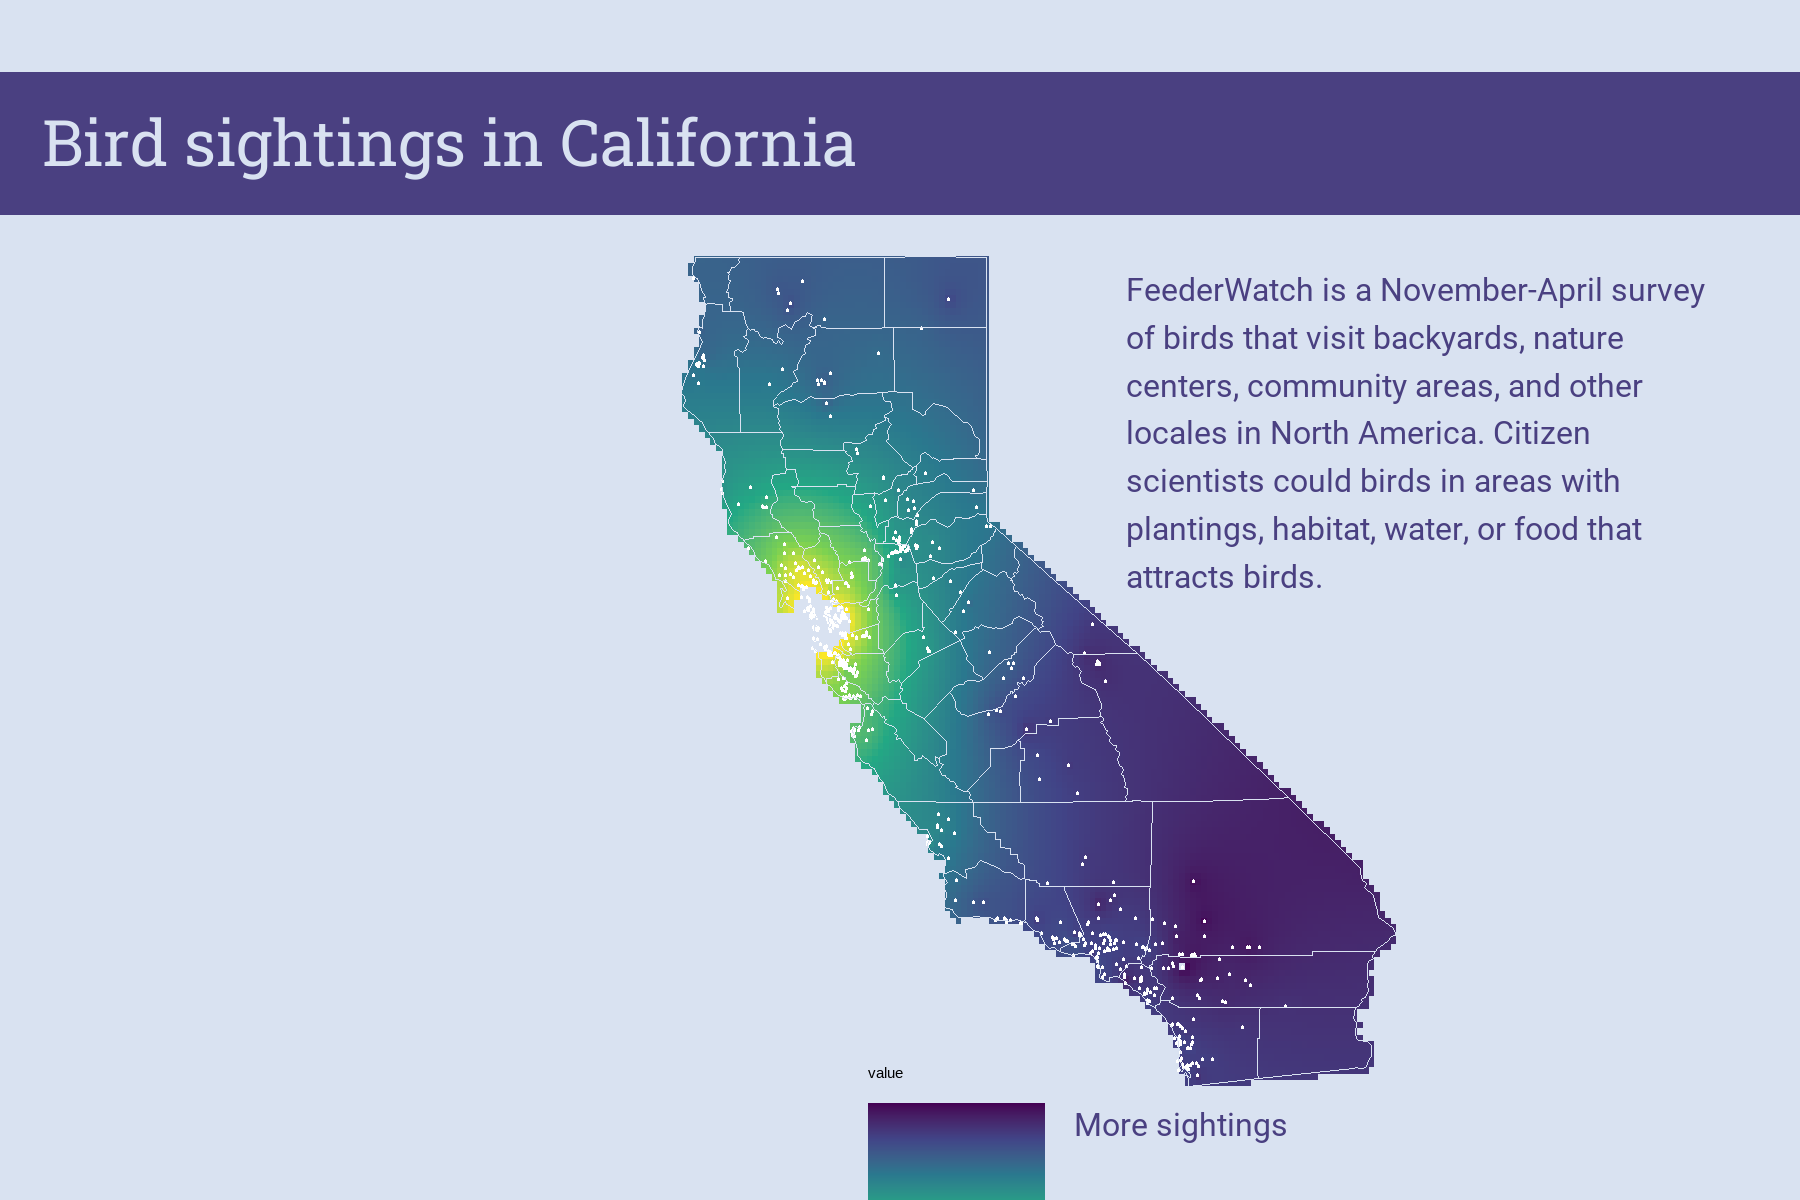 Bird sightings in California
FeederWatch is a November-April survey
of birds that visit backyards, nature
centers, community areas, and other
locales in North America. Citizen
scientists could birds in areas with
plantings, habitat, water, or food that
attracts birds.
value
More sightings